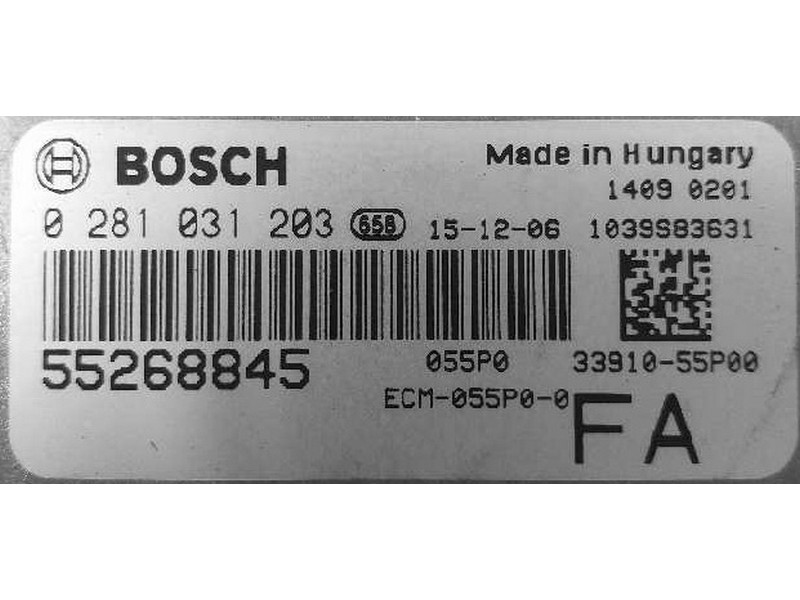 BOSCH
Made in Hungary
1409 0201
0 281 031 203 658 15-12-06 1039S83631
55268845
055P0
33910-55P00
ECM-055P0-0
FA